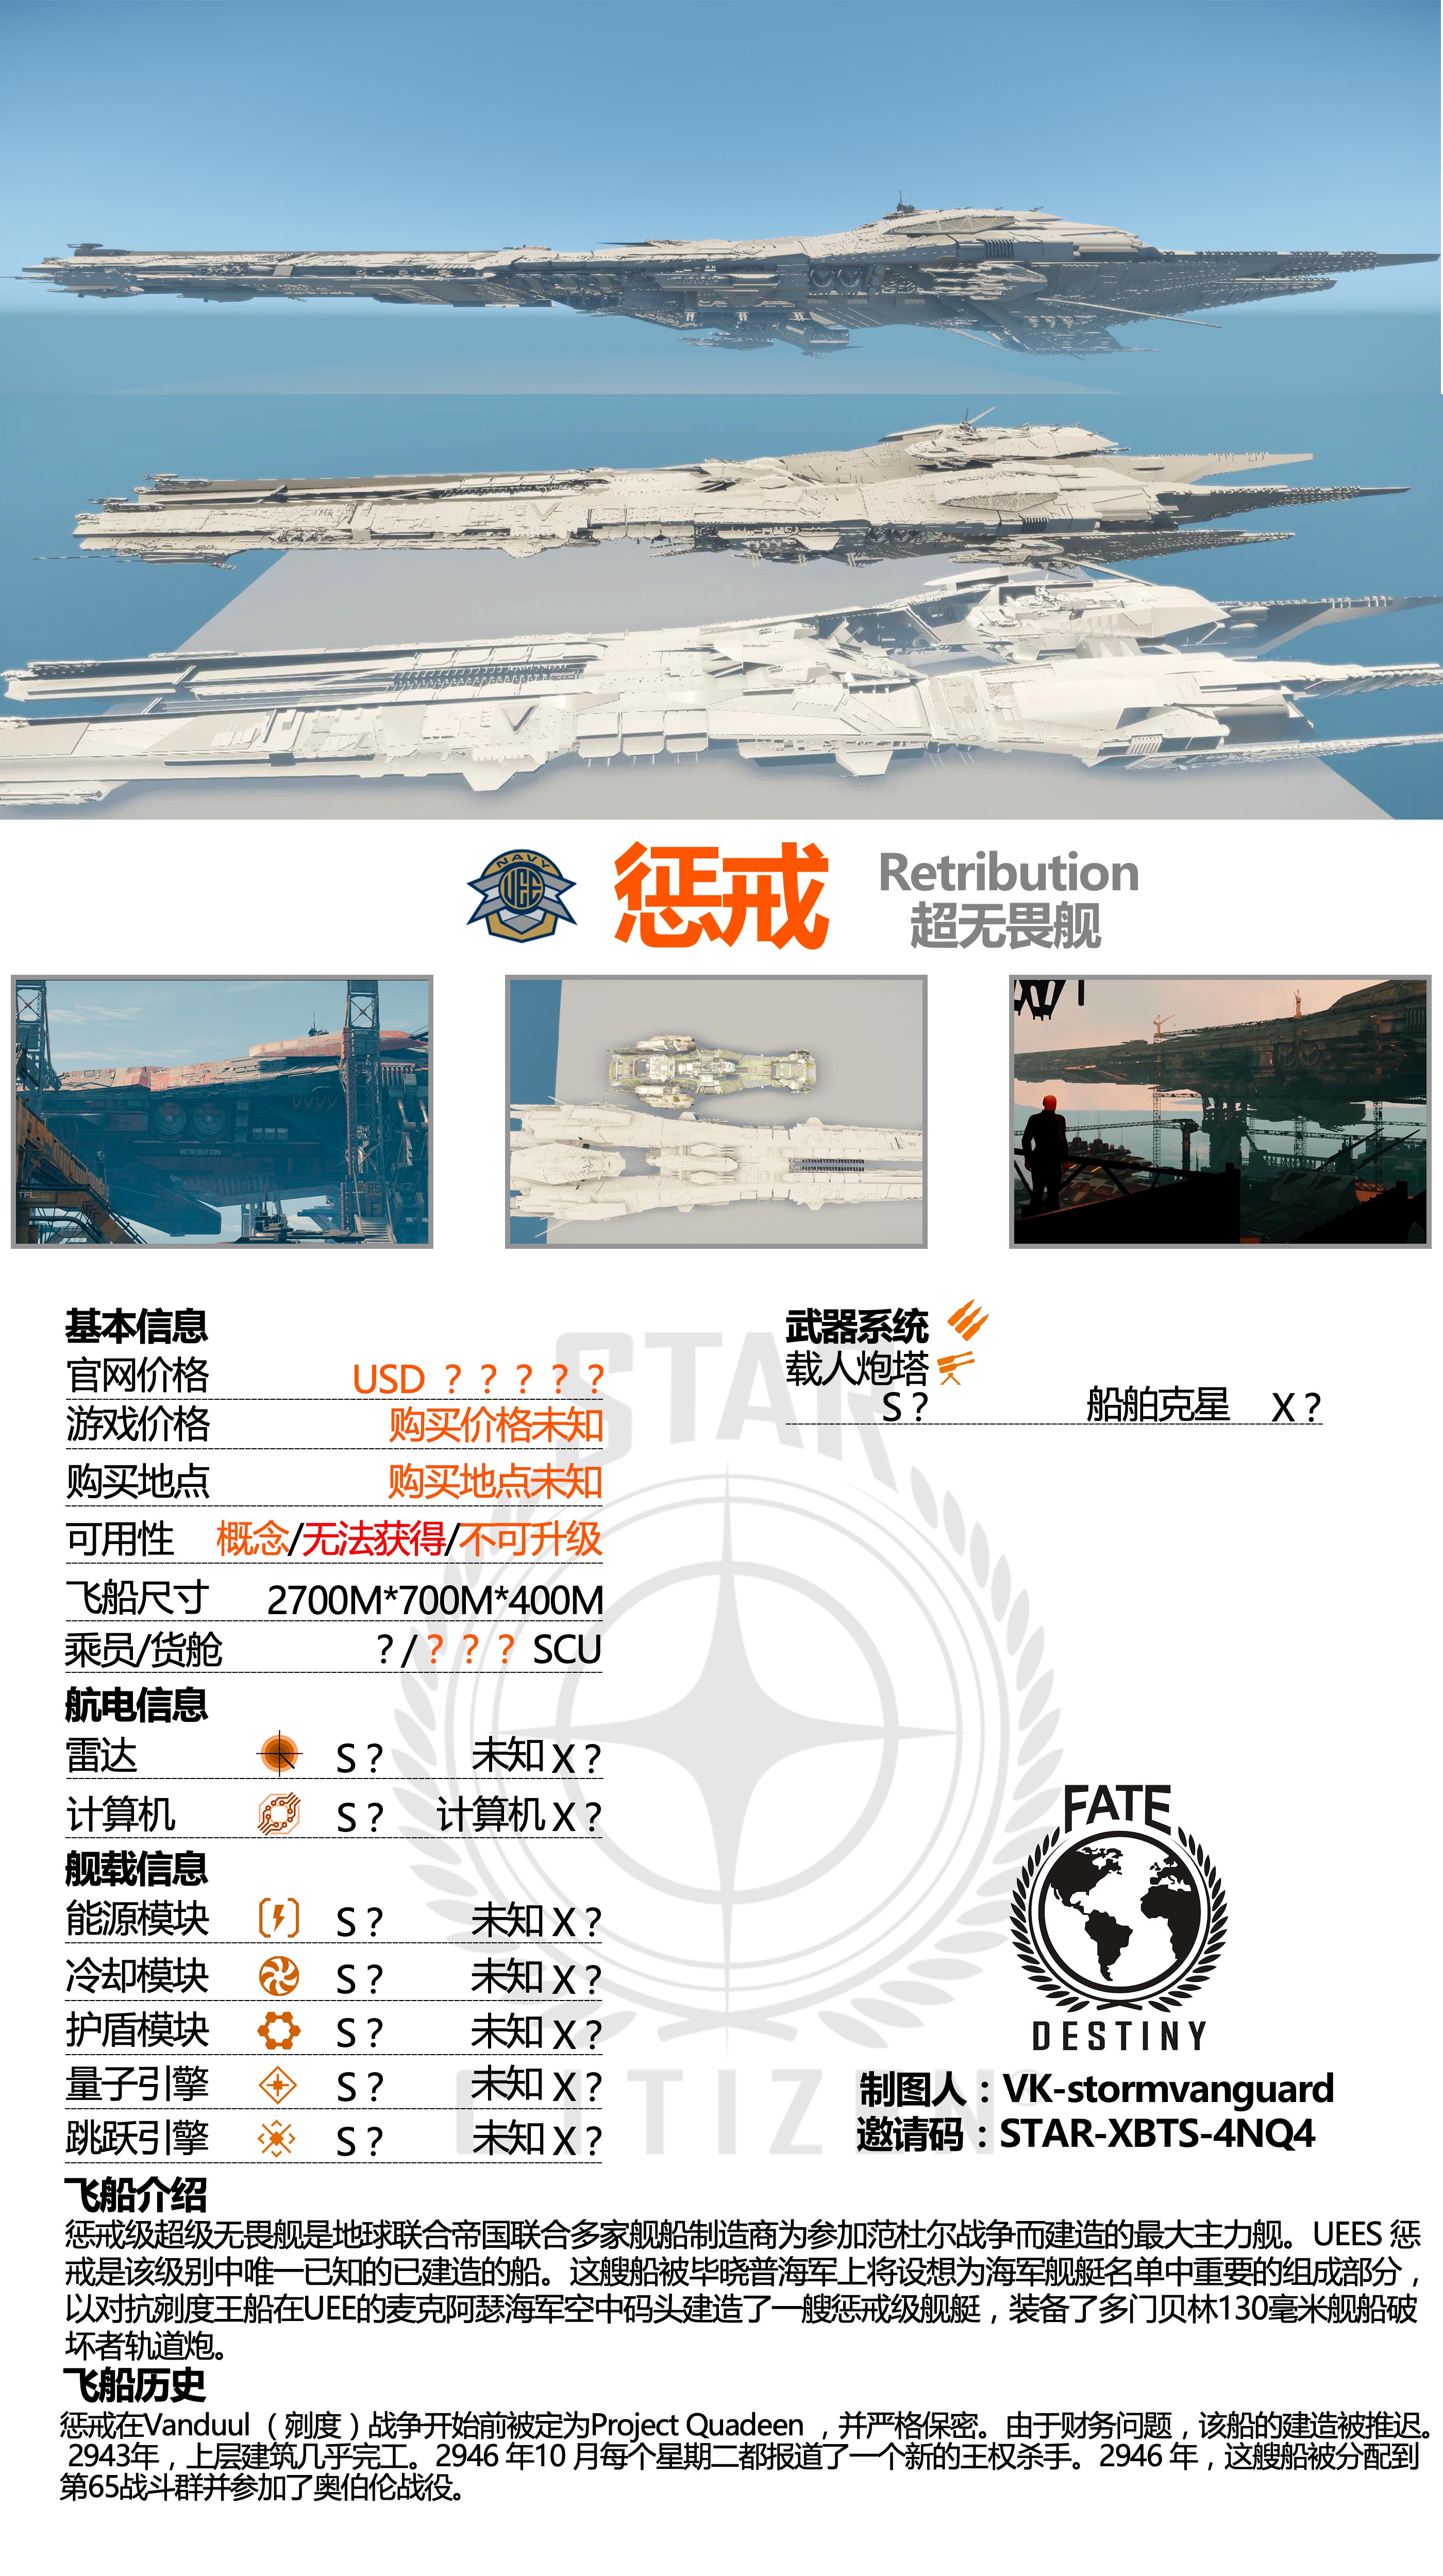 NAVY
UEE
惩戒
Retribution
超无畏舰
RETRIBUTION
TFL
基本信息
官网价格 USD ？？？？？
游戏价格 购买价格未知
购买地点 购买地点未知
可用性 概念/无法获得/不可升级
飞船尺寸 2700M*700M*400M
乘员/货舱 ？/？？？ SCU
航电信息
雷达 S？ 未知 X？
计算机 S？ 计算机 X？
舰载信息
能源模块 S？ 未知 X？
冷却模块 S？ 未知 X？
护盾模块 S？ 未知 X？
量子引擎 S？ 未知 X？
跳跃引擎 S？ 未知 X？
武器系统
载人炮塔
S？ 船舶克星 X？
STAR
CITIZEN
FATE
DESTINY
制图人：VK-stormvanguard
邀请码：STAR-XBTS-4NQ4
飞船介绍
惩戒级超级无畏舰是地球联合帝国联合多家舰船制造商为参加范杜尔战争而建造的最大主力舰。UEES 惩
戒是该级别中唯一已知的已建造的船。这艘船被毕晓普海军上将设想为海军舰艇名单中重要的组成部分，
以对抗剜度王船在UEE的麦克阿瑟海军空中码头建造了一艘惩戒级舰艇，装备了多门贝林130毫米舰船破
坏者轨道炮。
飞船历史
惩戒在Vanduul（剜度）战争开始前被定为Project Quadeen ，并严格保密。由于财务问题，该船的建造被推迟。
2943年，上层建筑几乎完工。2946 年10 月每个星期二都报道了一个新的王权杀手。2946 年，这艘船被分配到
第65战斗群并参加了奥伯伦战役。